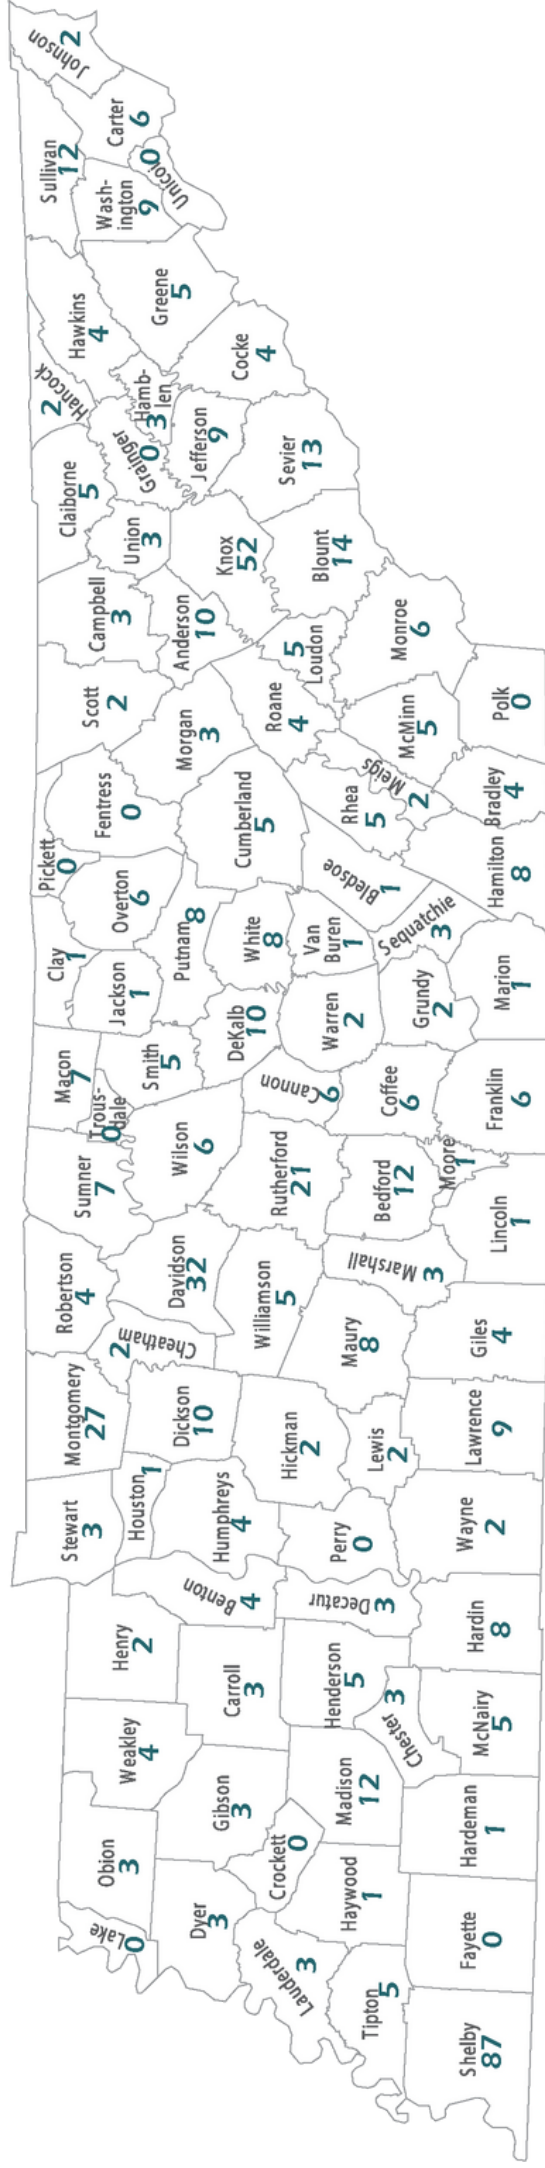 Lake
0
Obion
3
Weakley
4
Henry
2
Stewart
3
Montgomery
27
Robertson
4
Sumner
7
Macon
7
Clay
1
Pickett
0
Scott
2
Campbell
3
Claiborne
5
Hancock
2
Hawkins
4
Sullivan
12
Johnson
2
Dyer
3
Gibson
3
Carroll
3
Benton
4
Houston
1
Humphreys
4
Dickson
10
Cheatham
2
Davidson
32
Wilson
6
Trous-
dale
0
Smith
5
Jackson
1
Overton
6
Fentress
0
Morgan
3
Anderson
10
Union
3
Grainger
0
Hamb-
len
3
Greene
5
Wash-
ington
9
Unicoi
0
Carter
6
Lauderdale
3
Crockett
0
Haywood
1
Madison
12
Henderson
5
Chester
3
Decatur
3
Perry
0
Hickman
2
Lewis
2
Williamson
5
Maury
8
Rutherford
21
Cannon
6
DeKalb
10
Putnam
8
White
8
Cumberland
5
Roane
4
Loudon
5
Knox
52
Jefferson
9
Cocke
4
Sevier
13
Blount
14
Tipton
5
Marshall
3
Bedford
12
Coffee
6
Warren
2
Van
Buren
1
Bledsoe
1
Rhea
5
Meigs
2
McMinn
5
Monroe
6
Shelby
87
Fayette
0
Hardeman
1
McNairy
5
Hardin
8
Wayne
2
Lawrence
9
Giles
4
Lincoln
1
Moore
1
Franklin
6
Grundy
2
Marion
1
Sequatchie
3
Hamilton
8
Bradley
4
Polk
0